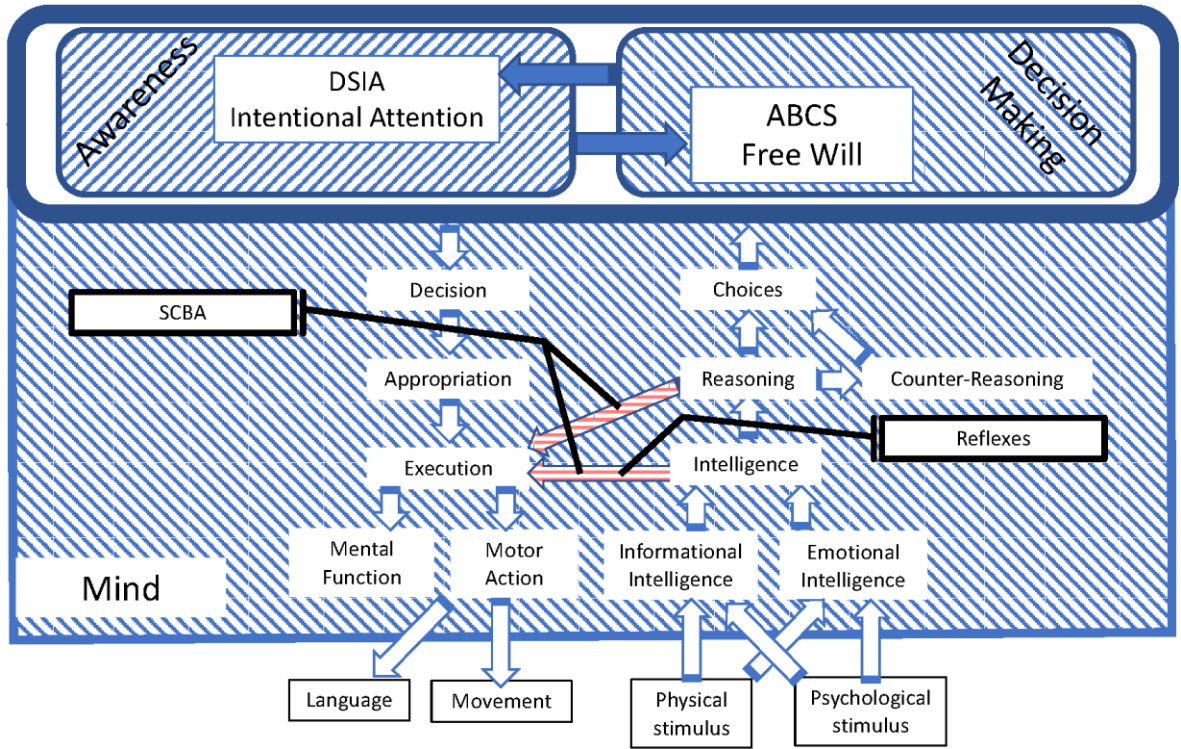 Awareness
DSIA
Intentional Attention
ABCS
Free Will
Decision
Making
Decision
Choices
SCBA
Appropriation
Reasoning
Counter-Reasoning
Reflexes
Execution
Intelligence
Mental
Function
Motor
Action
Informational
Intelligence
Emotional
Intelligence
Mind
Language
Movement
Physical
stimulus
Psychological
stimulus